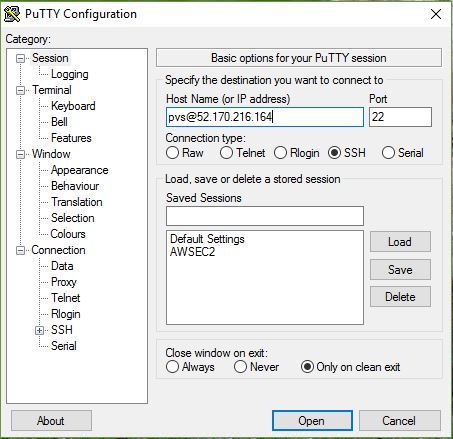 PuTTY Configuration
Category:
Session
Logging
Terminal
Keyboard
Bell
Features
Window
Appearance
Behaviour
Translation
Selection
Colours
Connection
Data
Proxy
Telnet
Rlogin
SSH
Serial
Basic options for your PuTTY session
Specify the destination you want to connect to
Host Name (or IP address) Port
pvs@52.170.216.164 22
Connection type:
Raw Telnet Rlogin SSH Serial
Load, save or delete a stored session
Saved Sessions
Default Settings
AWSEC2
Load
Save
Delete
Close window on exit:
Always Never Only on clean exit
About Open Cancel